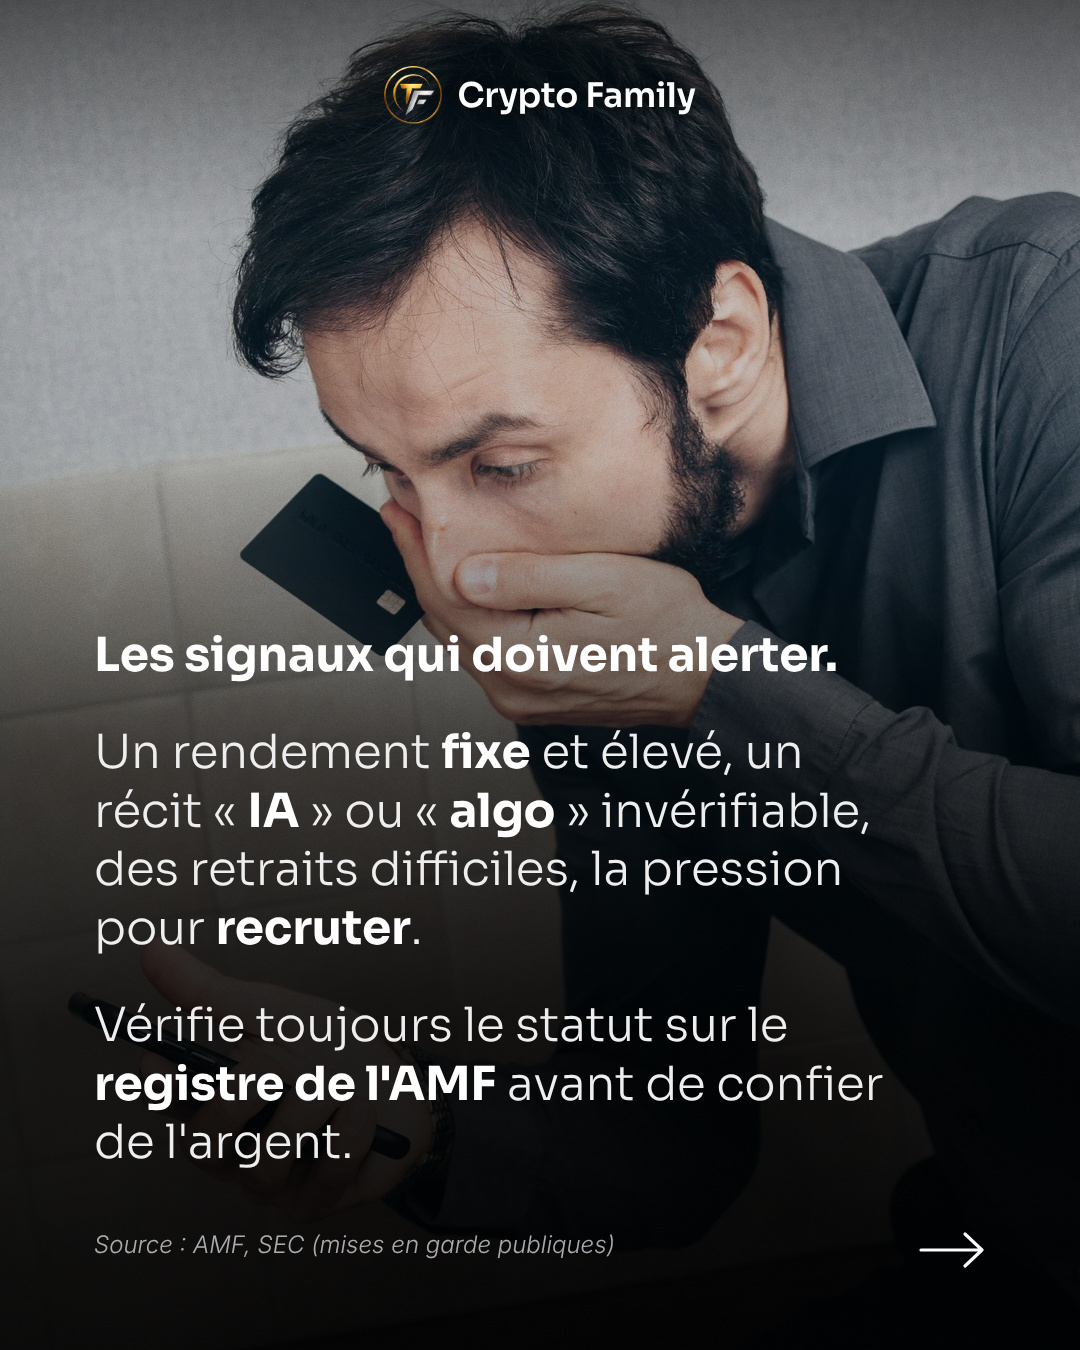 Crypto Family
Les signaux qui doivent alerter.
Un rendement fixe et élevé, un
récit « IA » ou « algo » invérifiable,
des retraits difficiles, la pression
pour recruter.
Vérifie toujours le statut sur le
registre de l'AMF avant de confier
de l'argent.
Source : AMF, SEC (mises en garde publiques)